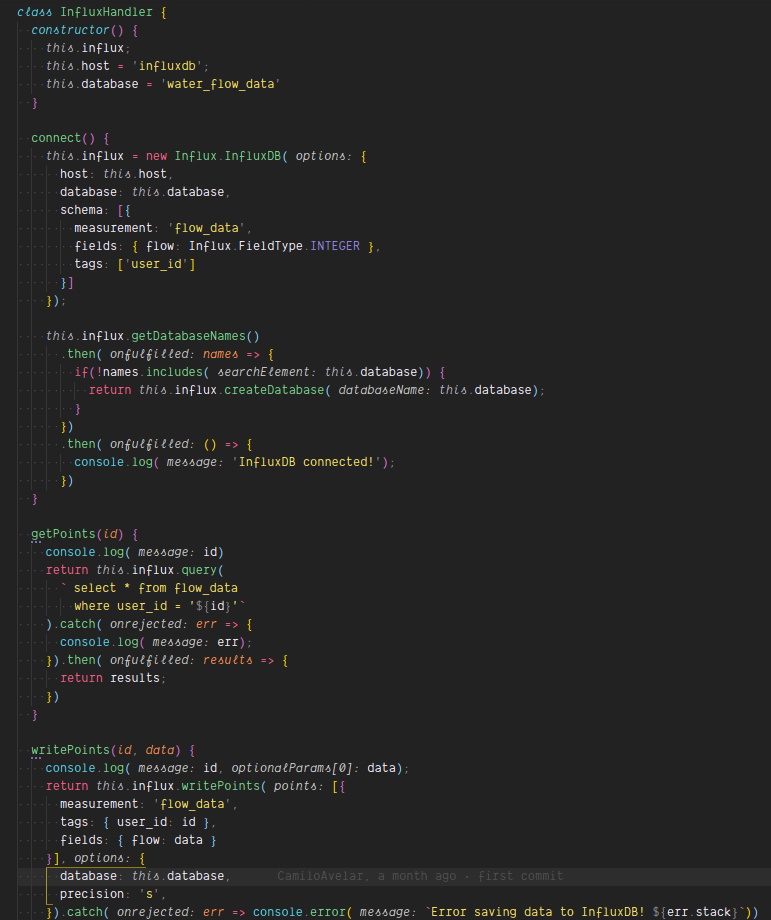 class InfluxHandler {
constructor() {
this.influx;
this.host = 'influxdb';
this.database = 'water_flow_data'
}
connect() {
this.influx = new Influx.InfluxDB( options: {
host: this.host,
database: this.database,
schema: [{
measurement: 'flow_data',
fields: { flow: Influx.FieldType.INTEGER },
tags: ['user_id']
}]
});
this.influx.getDatabaseNames()
.then( onfulfilled: names => {
if(!names.includes( searchElement: this.database)) {
return this.influx.createDatabase( databaseName: this.database);
}
})
.then( onfulfilled: () => {
console.log( message: 'InfluxDB connected!');
})
}
getPoints(id) {
console.log( message: id)
return this.influx.query(
` select * from flow_data
where user_id = '${id}'`
).catch( onrejected: err => {
console.log( message: err);
}).then( onfulfilled: results => {
return results;
})
}
writePoints(id, data) {
console.log( message: id, optionalParams[0]: data);
return this.influx.writePoints( points: [{
measurement: 'flow_data',
tags: { user_id: id },
fields: { flow: data }
}], options: {
database: this.database, CamiloAvelar, a month ago · first commit
precision: 's',
}).catch( onrejected: err => console.error( message: `Error saving data to InfluxDB! ${err.stack}`))